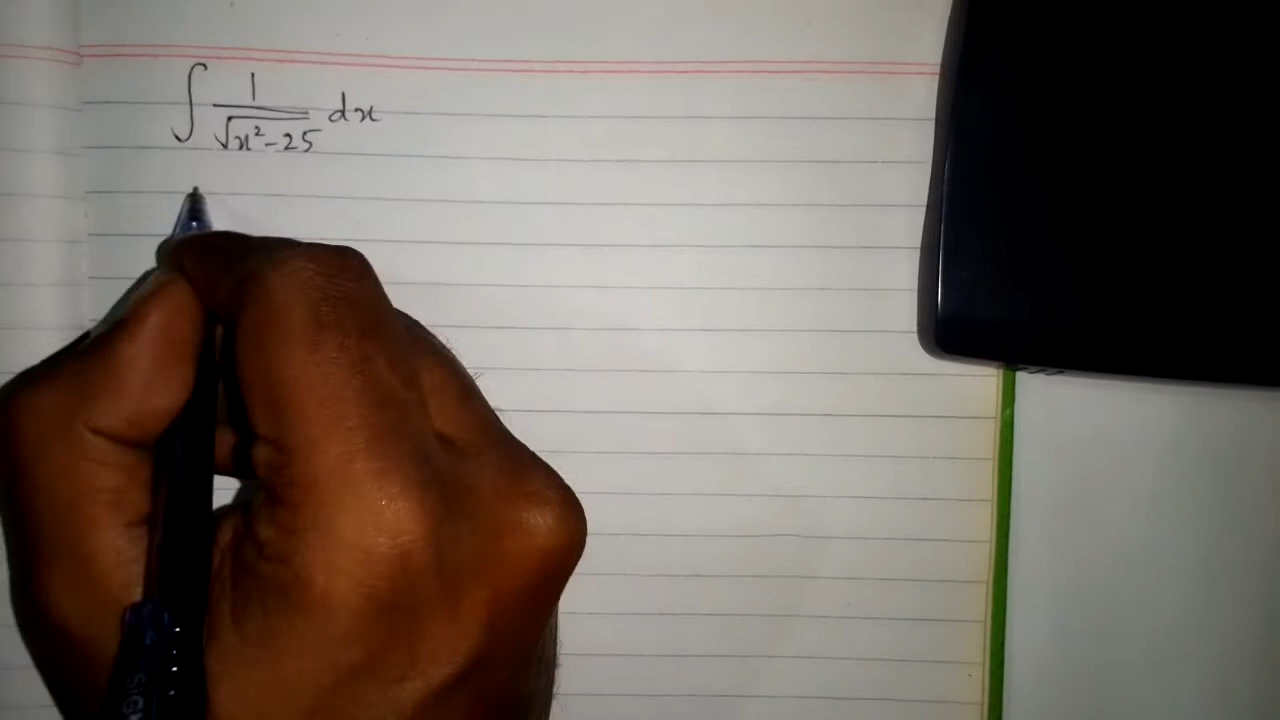 ∫ 1/√(x²-25) dx